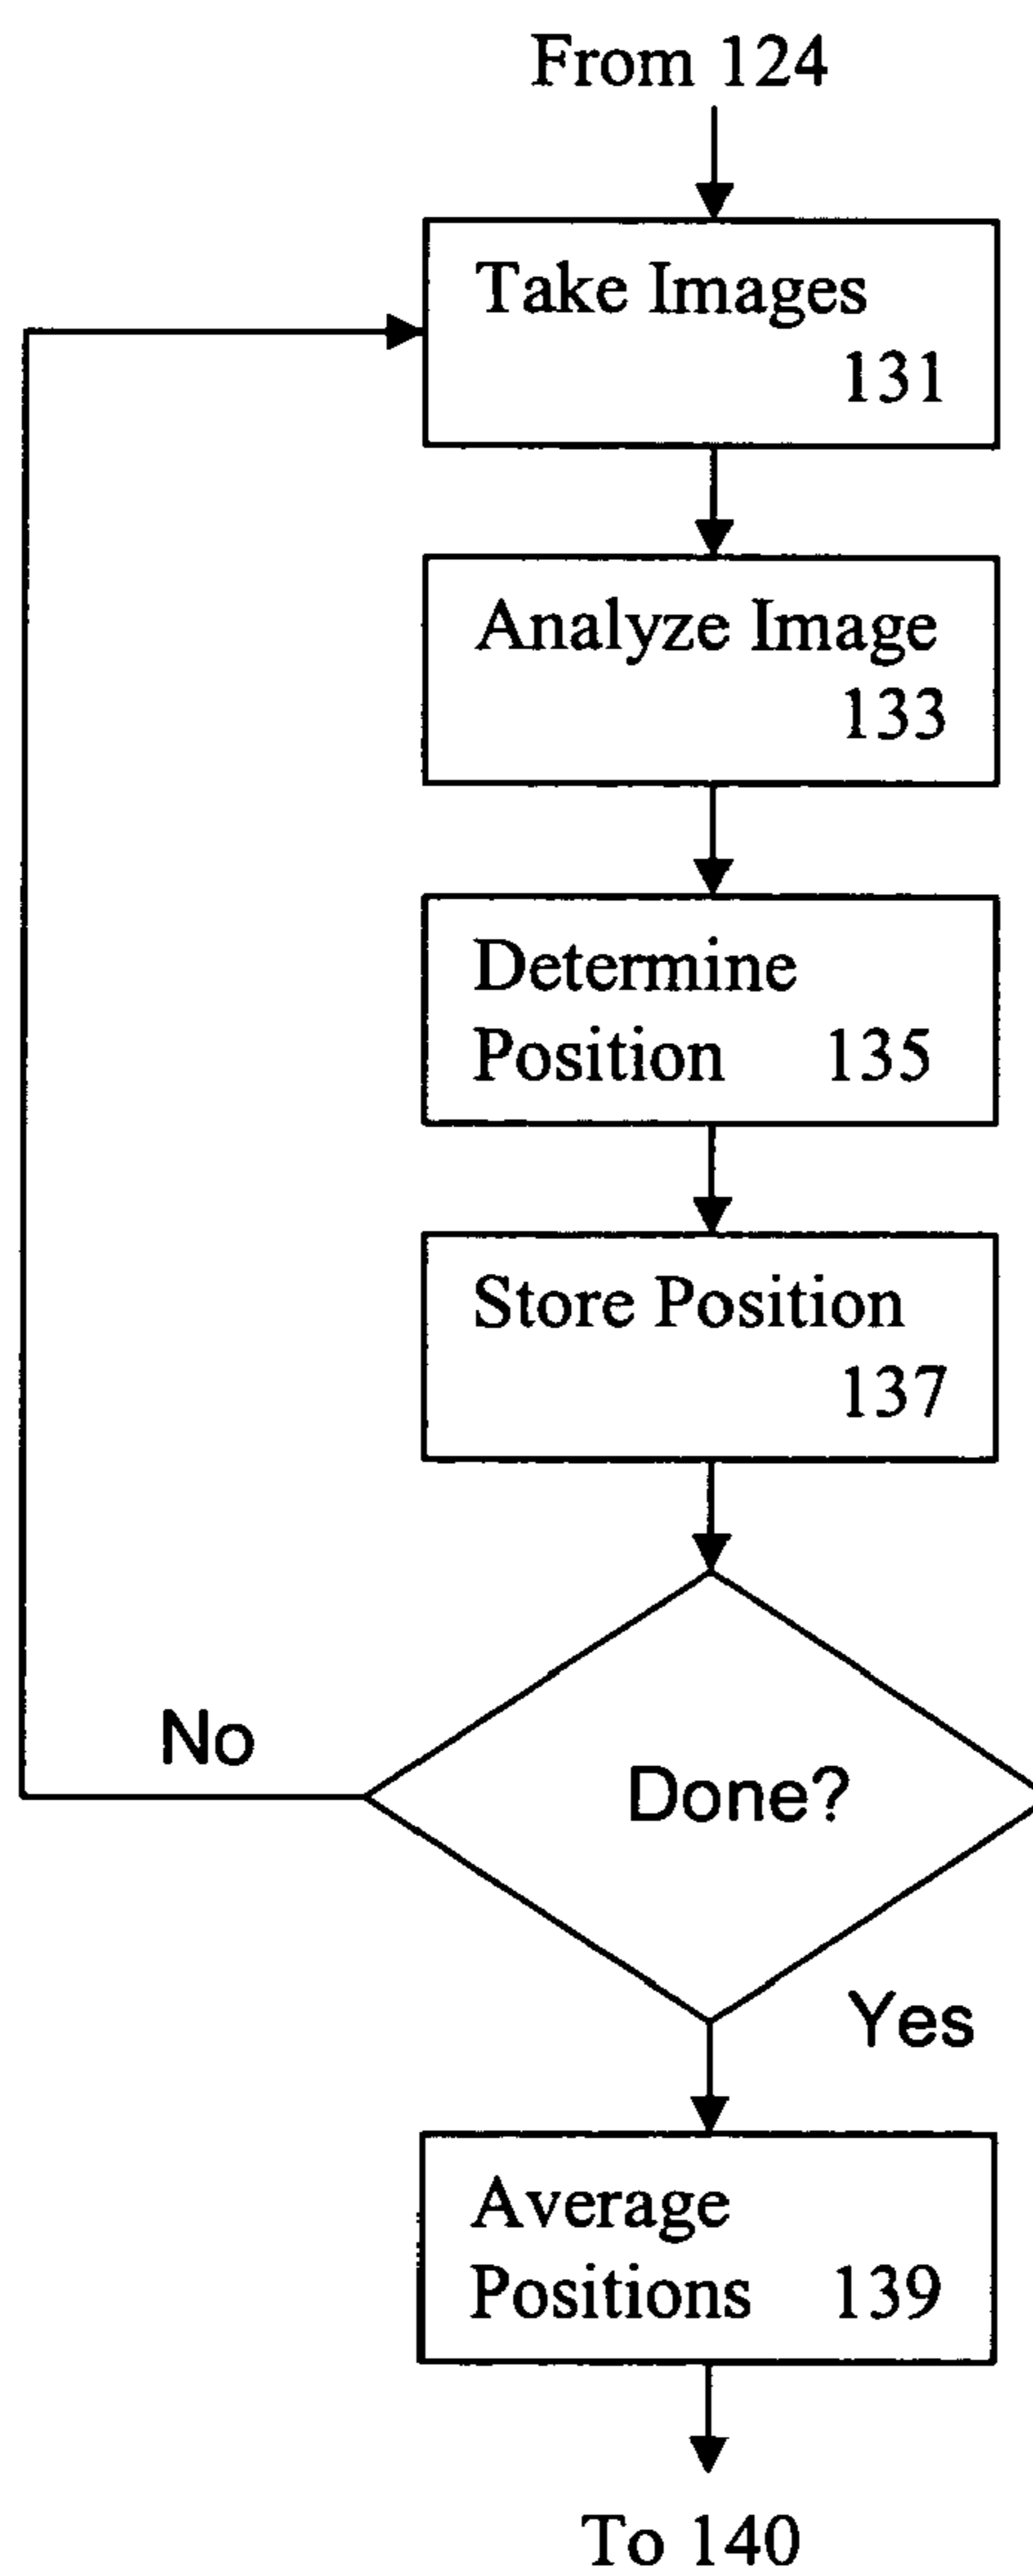 From 124
Take Images
131
Analyze Image
133
Determine
Position 135
Store Position
137
Done?
No
Yes
Average
Positions 139
To 140